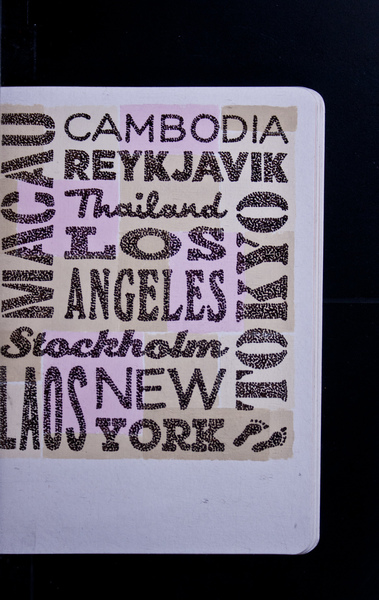 MACAU
CAMBODIA
REYKJAVIK
Thailand
LOS
ANGELES
TOKYO
Stockholm
LAOS
NEW
YORK